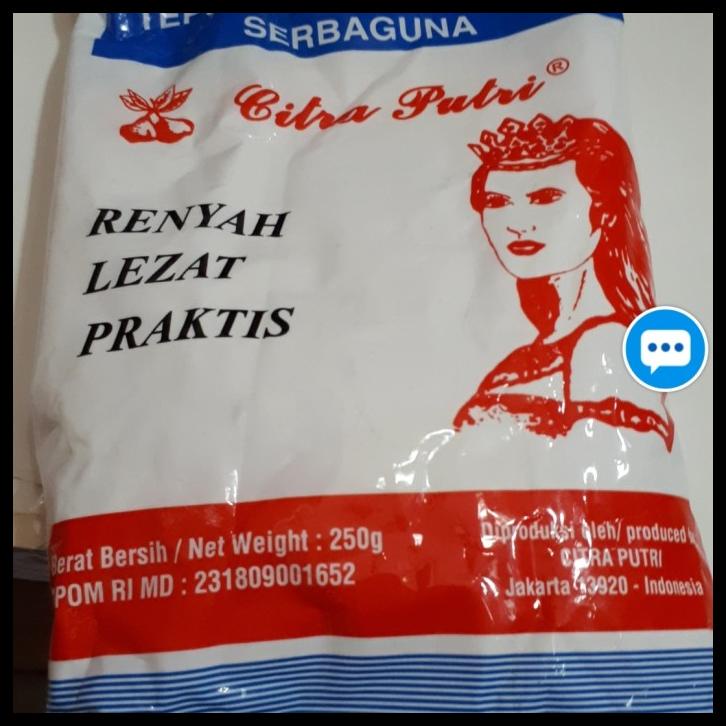 SERBAGUNA
Citra Putri®
RENYAH
LEZAT
PRAKTIS
Berat Bersih / Net Weight : 250g
POM RI MD : 231809001652
Diproduksi oleh/ produced
CITRA PUTRI
Jakarta 13920 - Indonesia